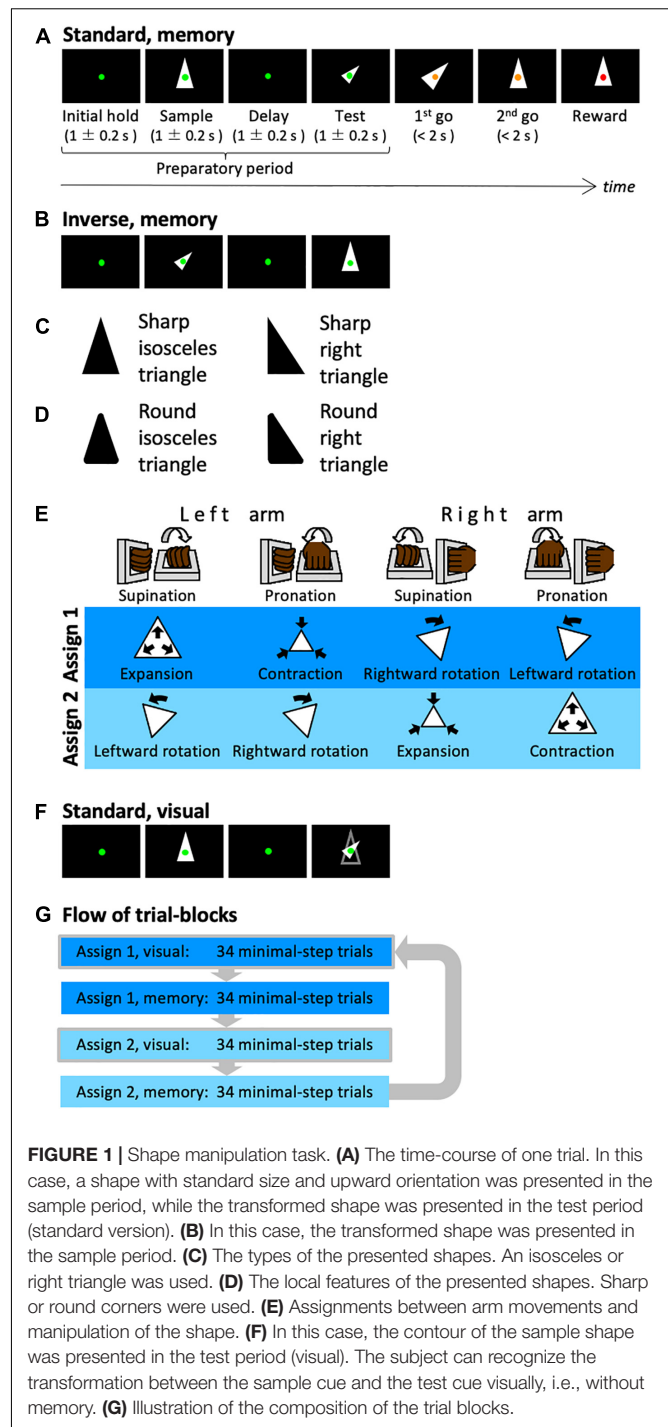 A Standard, memory
Initial hold Sample Delay Test 1st go 2nd go Reward
(1 ± 0.2 s) (1 ± 0.2 s) (1 ± 0.2 s) (1 ± 0.2 s) (< 2 s) (< 2 s)
Preparatory period
time
B Inverse, memory
C Sharp isosceles triangle Sharp right triangle
D Round isosceles triangle Round right triangle
E Left arm Right arm
Supination Pronation Supination Pronation
Assign 1
Expansion Contraction Rightward rotation Leftward rotation
Assign 2
Leftward rotation Rightward rotation Expansion Contraction
F Standard, visual
G Flow of trial-blocks
Assign 1, visual: 34 minimal-step trials
Assign 1, memory: 34 minimal-step trials
Assign 2, visual: 34 minimal-step trials
Assign 2, memory: 34 minimal-step trials
FIGURE 1 | Shape manipulation task. (A) The time-course of one trial. In this
case, a shape with standard size and upward orientation was presented in the
sample period, while the transformed shape was presented in the test period
(standard version). (B) In this case, the transformed shape was presented in
the sample period. (C) The types of the presented shapes. An isosceles or
right triangle was used. (D) The local features of the presented shapes. Sharp
or round corners were used. (E) Assignments between arm movements and
manipulation of the shape. (F) In this case, the contour of the sample shape
was presented in the test period (visual). The subject can recognize the
transformation between the sample cue and the test cue visually, i.e., without
memory. (G) Illustration of the composition of the trial blocks.